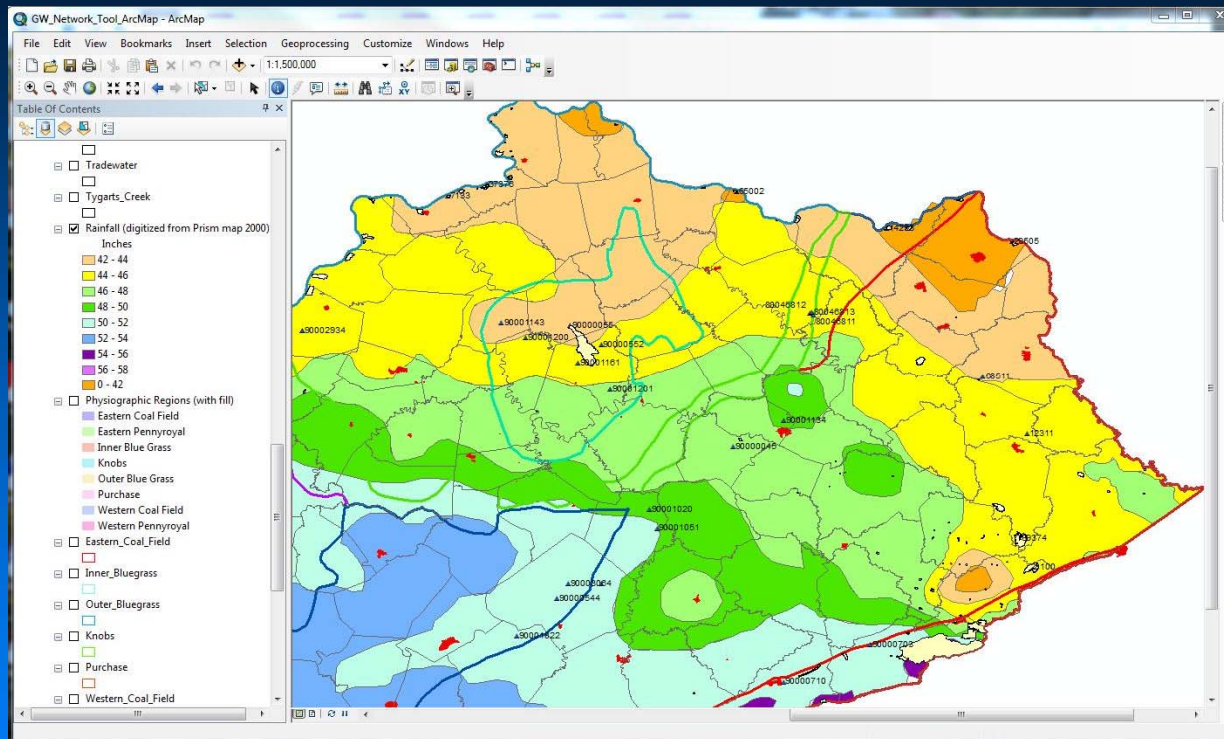 GW_Network_Tool_ArcMap - ArcMap
File Edit View Bookmarks Insert Selection Geoprocessing Customize Windows Help
1:1,500,000
Table Of Contents
Tradewater
Tygarts_Creek
Rainfall (digitized from Prism map 2000)
Inches
42 - 44
44 - 46
46 - 48
48 - 50
50 - 52
52 - 54
54 - 56
56 - 58
0 - 42
Physiographic Regions (with fill)
Eastern Coal Field
Eastern Pennyroyal
Inner Blue Grass
Knobs
Outer Blue Grass
Purchase
Western Coal Field
Western Pennyroyal
Eastern_Coal_Field
Inner_Bluegrass
Outer_Bluegrass
Knobs
Purchase
Western_Coal_Field
80046812
80046813
80046811
90002934
90001143
90000552
90001161
90001201
12311
90001134
90000045
90001020
90001051
90000544
90000703
90000710